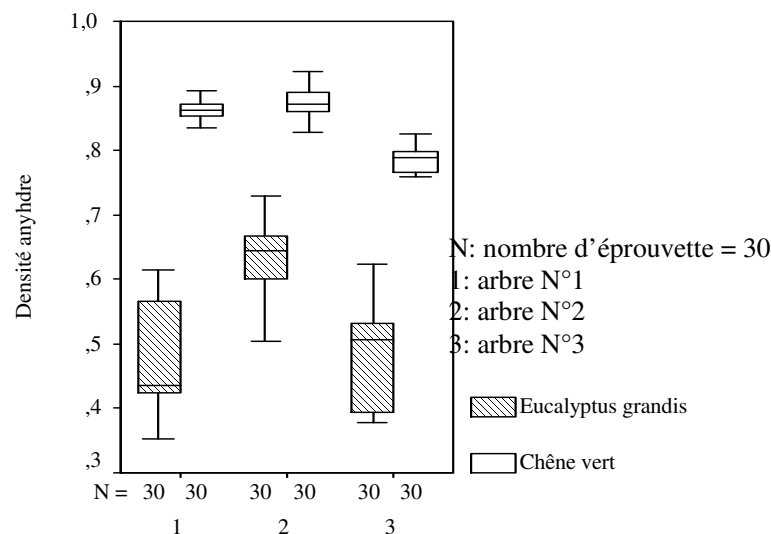 1,0
,9
,8
,7
,6
,5
,4
,3
Densité anyhdre
N = 30 30 30 30 30 30
1 2 3
N: nombre d'éprouvette = 30
1: arbre N°1
2: arbre N°2
3: arbre N°3
Eucalyptus grandis
Chêne vert